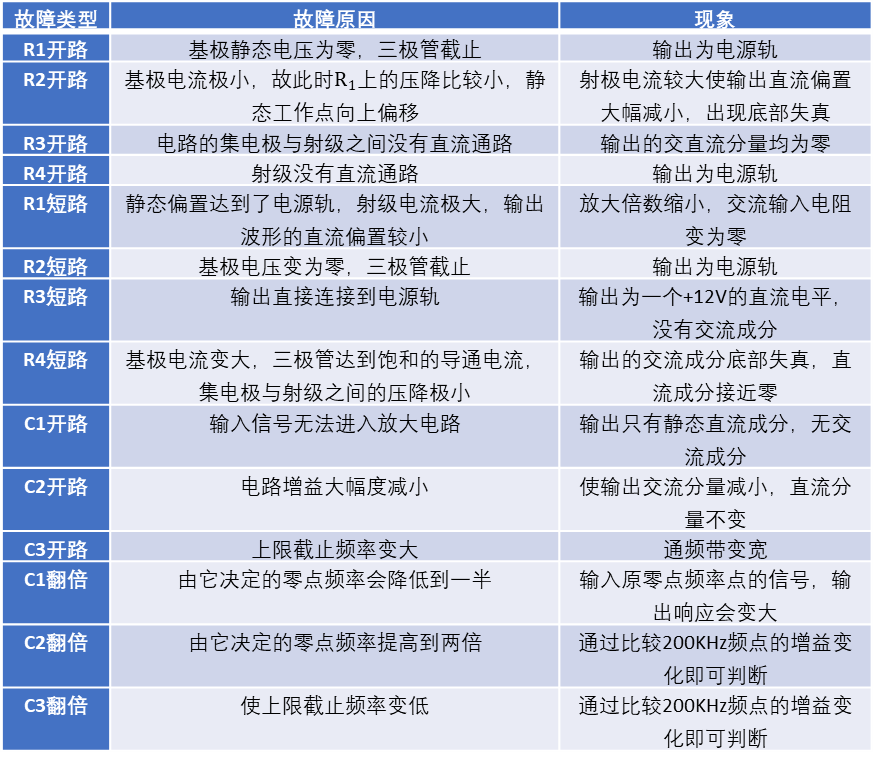 故障类型 故障原因 现象
R1开路 基极静态电压为零，三极管截止 输出为电源轨
R2开路 基极电流极小，故此时R₁上的压降比较小，静 射极电流较大使输出直流偏置
态工作点向上偏移 大幅减小，出现底部失真
R3开路 电路的集电极与射级之间没有直流通路 输出的交直流分量均为零
R4开路 射级没有直流通路 输出为电源轨
R1短路 静态偏置达到了电源轨，射级电流极大，输出 放大倍数缩小，交流输入电阻
波形的直流偏置较小 变为零
R2短路 基极电压变为零，三极管截止 输出为电源轨
R3短路 输出直接连接到电源轨 输出为一个+12V的直流电平，
没有交流成分
R4短路 基极电流变大，三极管达到饱和的导通电流， 输出的交流成分底部失真，直
集电极与射级之间的压降极小 流成分接近零
C1开路 输入信号无法进入放大电路 输出只有静态直流成分，无交
流成分
C2开路 电路增益大幅度减小 使输出交流分量减小，直流分
量不变
C3开路 上限截止频率变大 通频带变宽
C1翻倍 由它决定的零点频率会降低到一半 输入原零点频率点的信号，输
出响应会变大
C2翻倍 由它决定的零点频率提高到两倍 通过比较200KHz频点的增益变
化即可判断
C3翻倍 使上限截止频率变低 通过比较200KHz频点的增益变
化即可判断